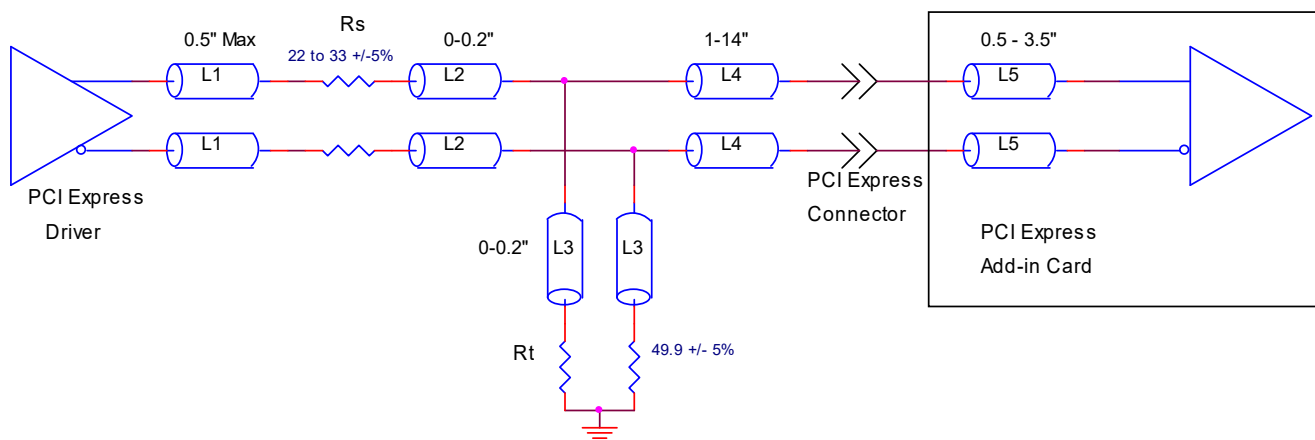 Rs
0.5" Max
22 to 33 +/-5%
0-0.2"
1-14"
0.5 - 3.5"
L1
L2
L4
L5
L1
L2
L4
L5
PCI Express
Driver
PCI Express
Connector
0-0.2"
L3
L3
PCI Express
Add-in Card
Rt
49.9 +/- 5%